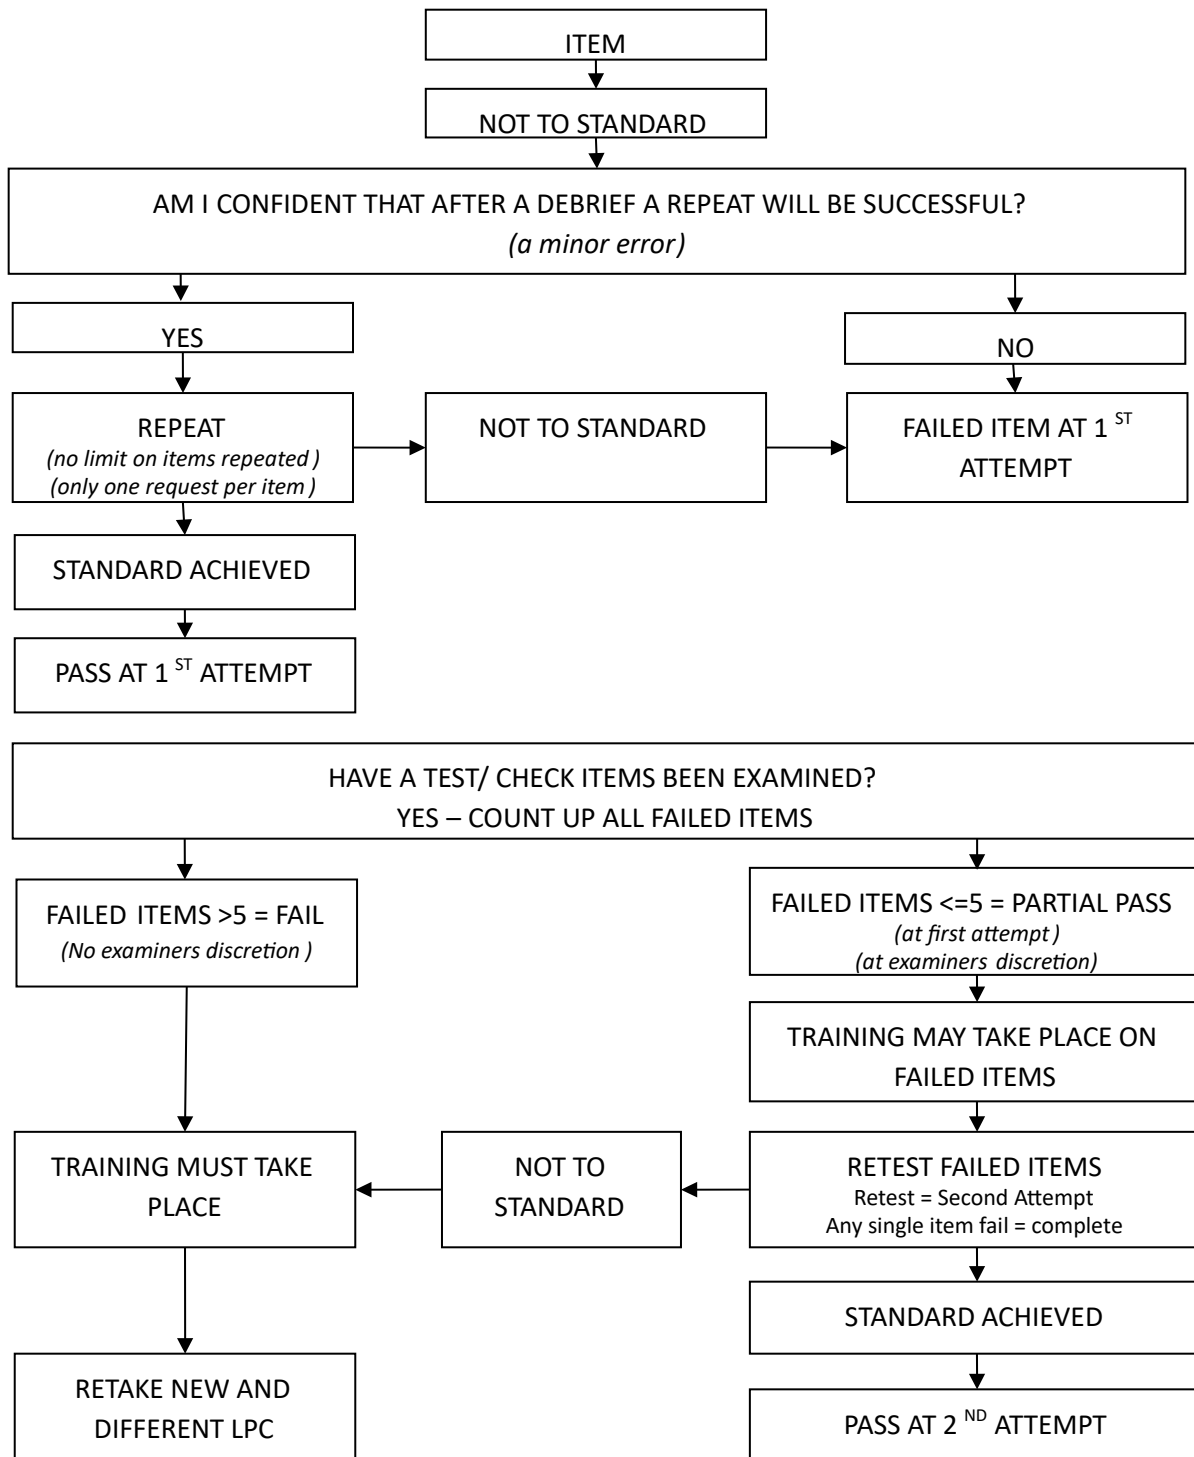 ITEM
NOT TO STANDARD
AM I CONFIDENT THAT AFTER A DEBRIEF A REPEAT WILL BE SUCCESSFUL?
(a minor error)
YES
NO
REPEAT
(no limit on items repeated )
(only one request per item )
NOT TO STANDARD
FAILED ITEM AT 1 ST
ATTEMPT
STANDARD ACHIEVED
PASS AT 1 ST ATTEMPT
HAVE A TEST/ CHECK ITEMS BEEN EXAMINED?
YES – COUNT UP ALL FAILED ITEMS
FAILED ITEMS >5 = FAIL
(No examiners discretion )
FAILED ITEMS <=5 = PARTIAL PASS
(at first attempt )
(at examiners discretion)
TRAINING MAY TAKE PLACE ON
FAILED ITEMS
TRAINING MUST TAKE
PLACE
NOT TO
STANDARD
RETEST FAILED ITEMS
Retest = Second Attempt
Any single item fail = complete
STANDARD ACHIEVED
RETAKE NEW AND
DIFFERENT LPC
PASS AT 2 ND ATTEMPT